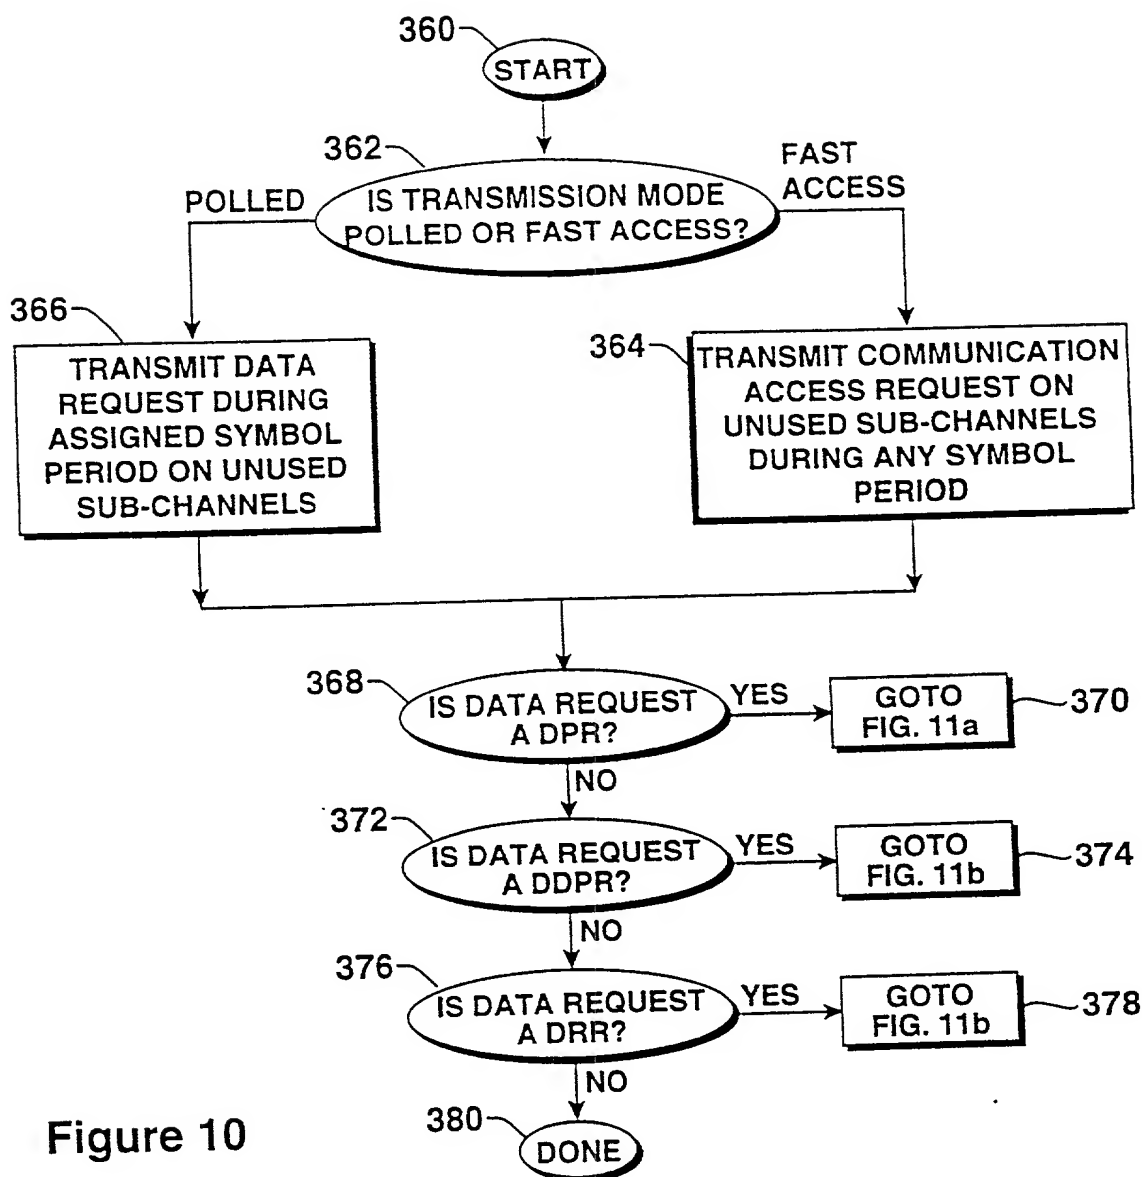 360
START
362
IS TRANSMISSION MODE
POLLED OR FAST ACCESS?
POLLED
FAST
ACCESS
366
TRANSMIT DATA
REQUEST DURING
ASSIGNED SYMBOL
PERIOD ON UNUSED
SUB-CHANNELS
364
TRANSMIT COMMUNICATION
ACCESS REQUEST ON
UNUSED SUB-CHANNELS
DURING ANY SYMBOL
PERIOD
368
IS DATA REQUEST
A DPR?
YES
GOTO
FIG. 11a
370
NO
372
IS DATA REQUEST
A DDPR?
YES
GOTO
FIG. 11b
374
NO
376
IS DATA REQUEST
A DRR?
YES
GOTO
FIG. 11b
378
NO
380
DONE
Figure 10